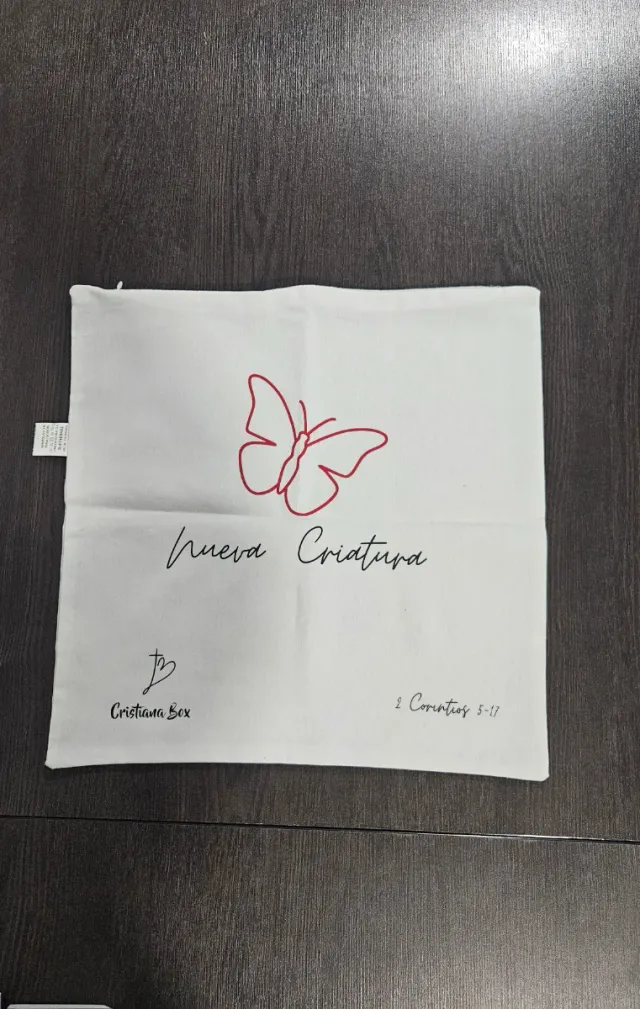 Nueva Criatura
Cristiana Box
2 Corintios 5-17